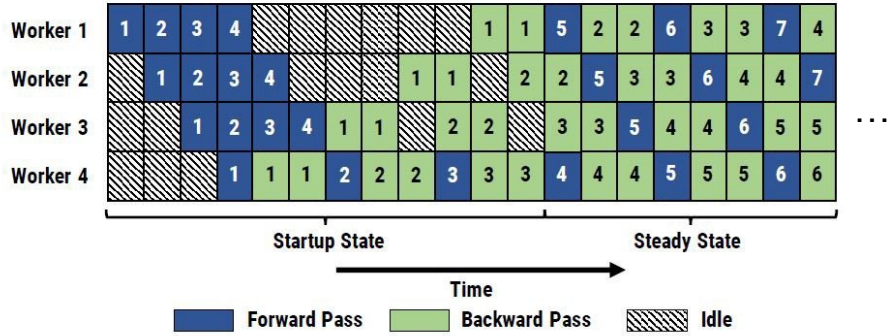 Worker 1 1 2 3 4 1 1 5 2 2 6 3 3 7 4
Worker 2 1 2 3 4 1 1 2 2 5 3 3 6 4 4 7
Worker 3 1 2 3 4 1 1 2 2 3 3 5 4 4 6 5 5
...
Worker 4 1 1 1 2 2 2 3 3 3 4 4 4 5 5 5 6 6
Startup State Steady State
Time
Forward Pass Backward Pass Idle